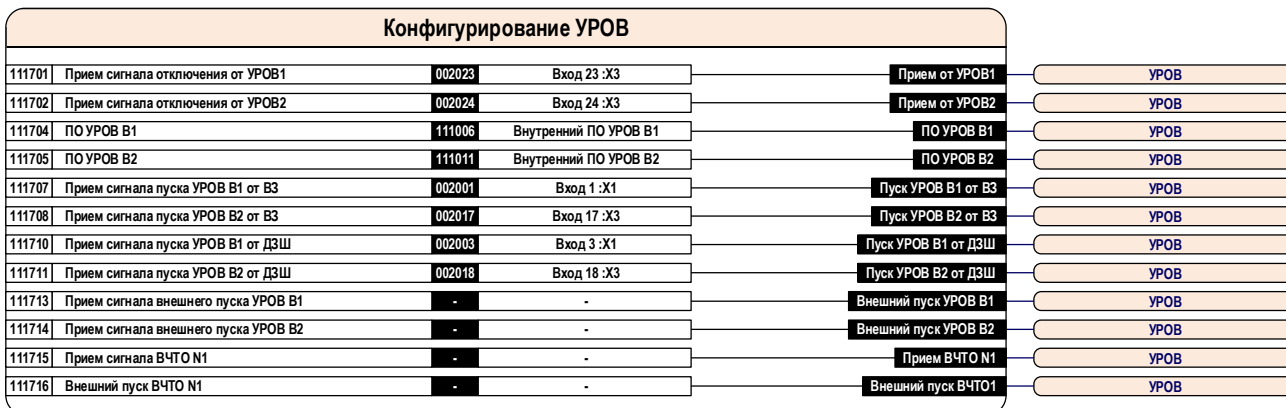 Конфигурирование УРОВ
111701 Прием сигнала отключения от УРОВ1 002023 Вход 23 :X3 Прием от УРОВ1 УРОВ
111702 Прием сигнала отключения от УРОВ2 002024 Вход 24 :X3 Прием от УРОВ2 УРОВ
111704 ПО УРОВ В1 111006 Внутренний ПО УРОВ В1 ПО УРОВ В1 УРОВ
111705 ПО УРОВ В2 111011 Внутренний ПО УРОВ В2 ПО УРОВ В2 УРОВ
111707 Прием сигнала пуска УРОВ В1 от В3 002001 Вход 1 :X1 Пуск УРОВ В1 от В3 УРОВ
111708 Прием сигнала пуска УРОВ В2 от В3 002017 Вход 17 :X3 Пуск УРОВ В2 от В3 УРОВ
111710 Прием сигнала пуска УРОВ В1 от ДЗШ 002003 Вход 3 :X1 Пуск УРОВ В1 от ДЗШ УРОВ
111711 Прием сигнала пуска УРОВ В2 от ДЗШ 002018 Вход 18 :X3 Пуск УРОВ В2 от ДЗШ УРОВ
111713 Прием сигнала внешнего пуска УРОВ В1 - - Внешний пуск УРОВ В1 УРОВ
111714 Прием сигнала внешнего пуска УРОВ В2 - - Внешний пуск УРОВ В2 УРОВ
111715 Прием сигнала ВЧТО N1 - - Прием ВЧТО N1 УРОВ
111716 Внешний пуск ВЧТО N1 - - Внешний пуск ВЧТО1 УРОВ